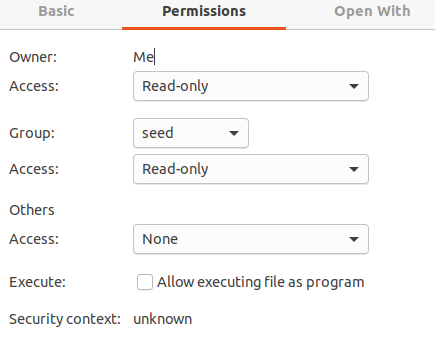 Basic Permissions Open With
Owner: Me
Access: Read-only
Group: seed
Access: Read-only
Others
Access: None
Execute: Allow executing file as program
Security context: unknown